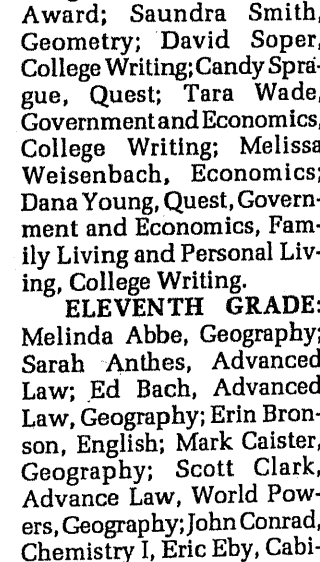 Award; Saundra Smith,
Geometry; David Soper,
College Writing; Candy Spra-
gue, Quest; Tara Wade,
Government and Economics,
College Writing; Melissa
Weisenbach, Economics;
Dana Young, Quest, Govern-
ment and Economics, Fam-
ily Living and Personal Liv-
ing, College Writing.
ELEVENTH GRADE:
Melinda Abbe, Geography;
Sarah Anthes, Advanced
Law; Ed Bach, Advanced
Law, Geography; Erin Bron-
son, English; Mark Caister,
Geography; Scott Clark,
Advance Law, World Pow-
ers, Geography; John Conrad,
Chemistry I, Eric Eby, Cabi-